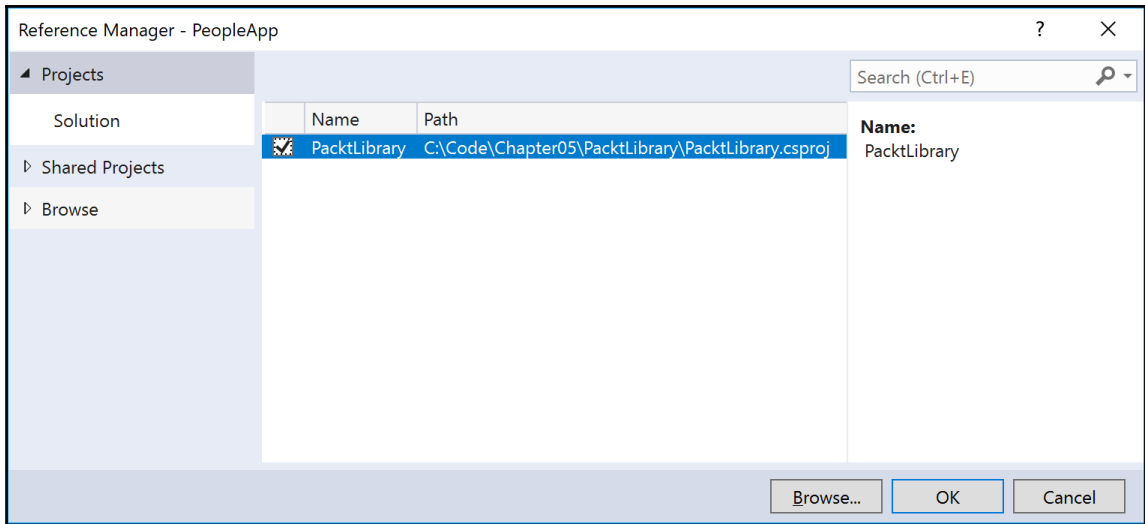 Reference Manager - PeopleApp ?
Projects
Search (Ctrl+E)
Solution
Shared Projects
Browse
Name Path
PacktLibrary C:\Code\Chapter05\PacktLibrary\PacktLibrary.csproj
Name:
PacktLibrary
Browse... OK Cancel